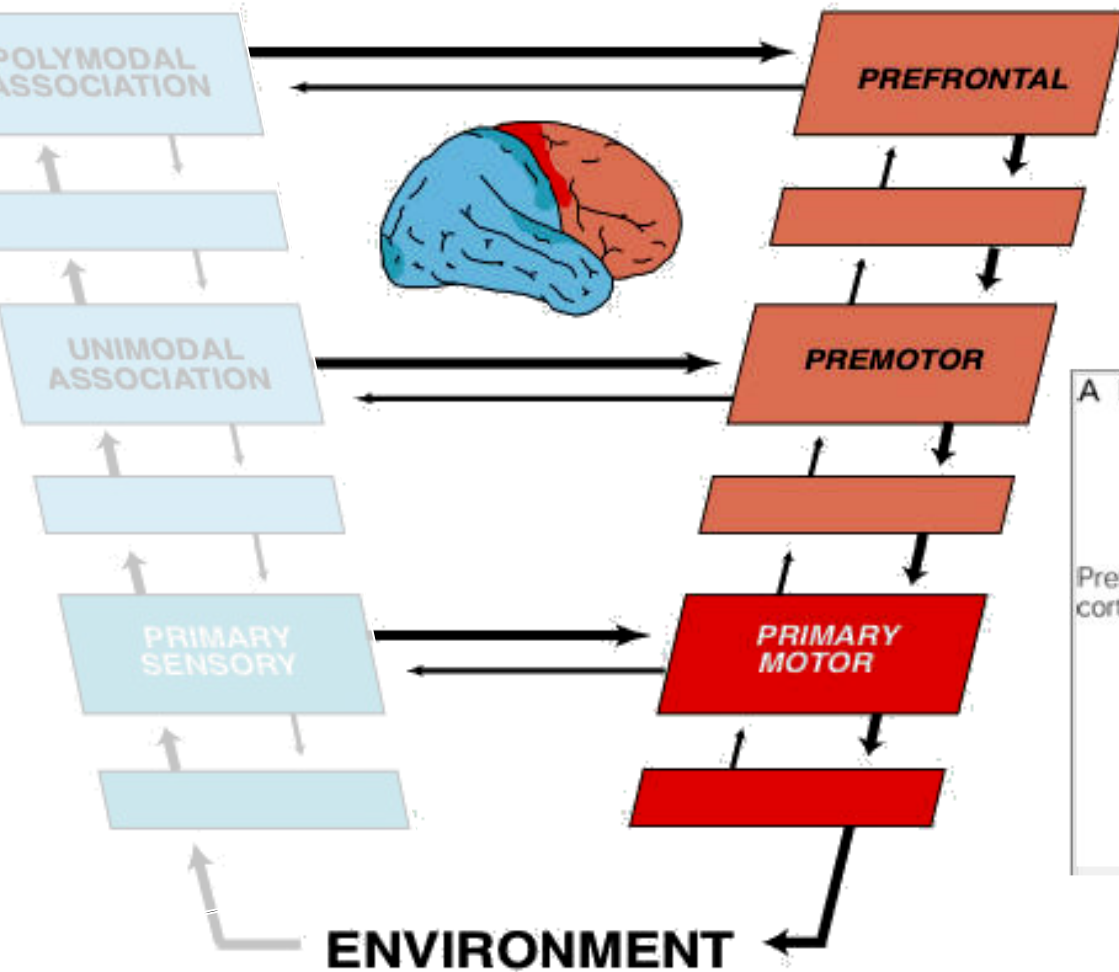 POLYMODAL
ASSOCIATION
PREFRONTAL
UNIMODAL
ASSOCIATION
PREMOTOR
A
PRIMARY
SENSORY
PRIMARY
MOTOR
ENVIRONMENT